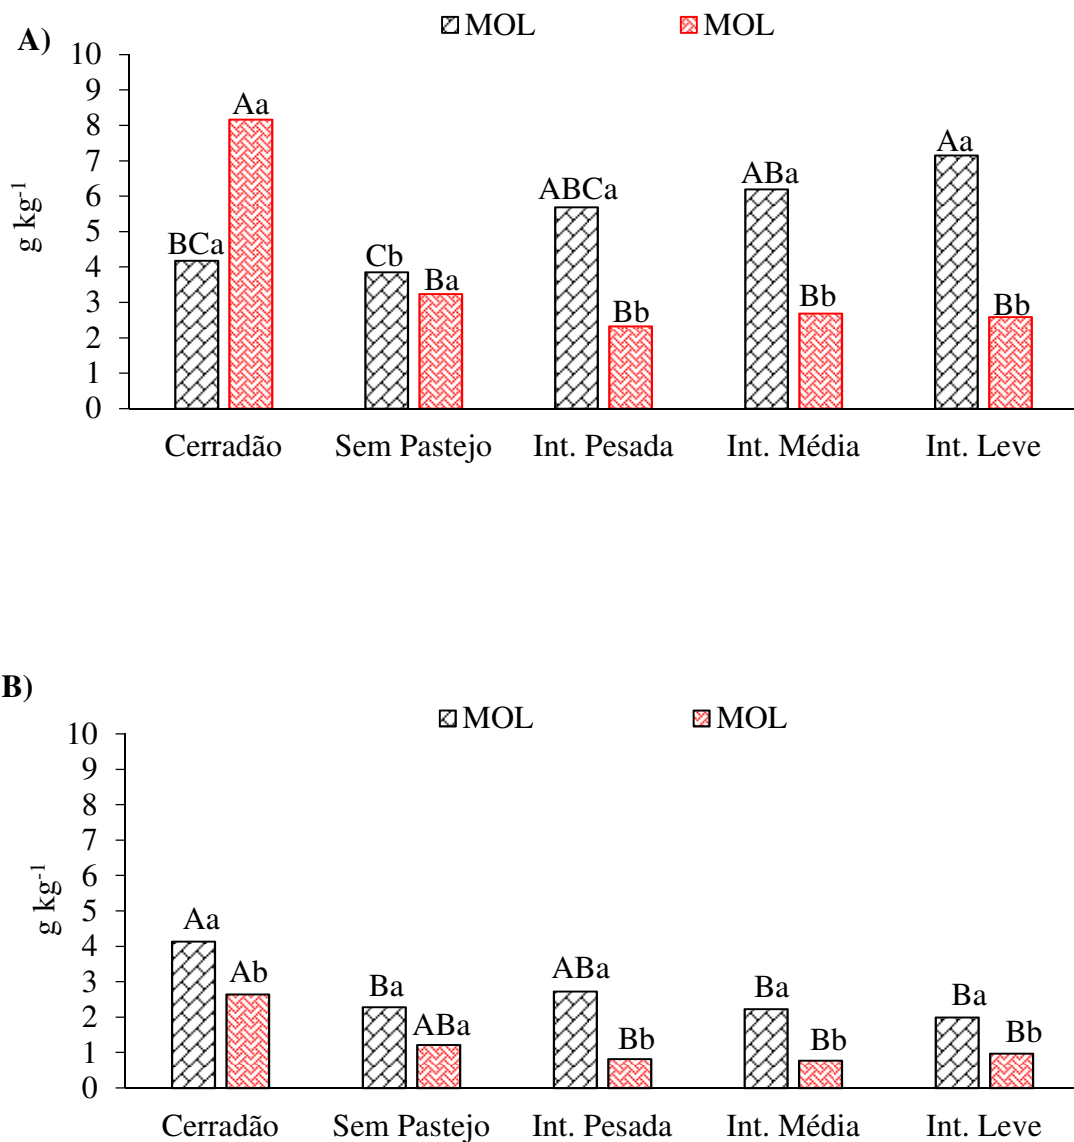 A)
MOL MOL
g kg-1
10
9
8
7
6
5
4
3
2
1
0
BCa Aa Cb Ba ABCa Bb ABa Bb Aa Bb
Cerradão Sem Pastejo Int. Pesada Int. Média Int. Leve
B)
MOL MOL
g kg-1
10
9
8
7
6
5
4
3
2
1
0
Aa Ab Ba ABa ABa Bb Ba Bb Ba Bb
Cerradão Sem Pastejo Int. Pesada Int. Média Int. Leve